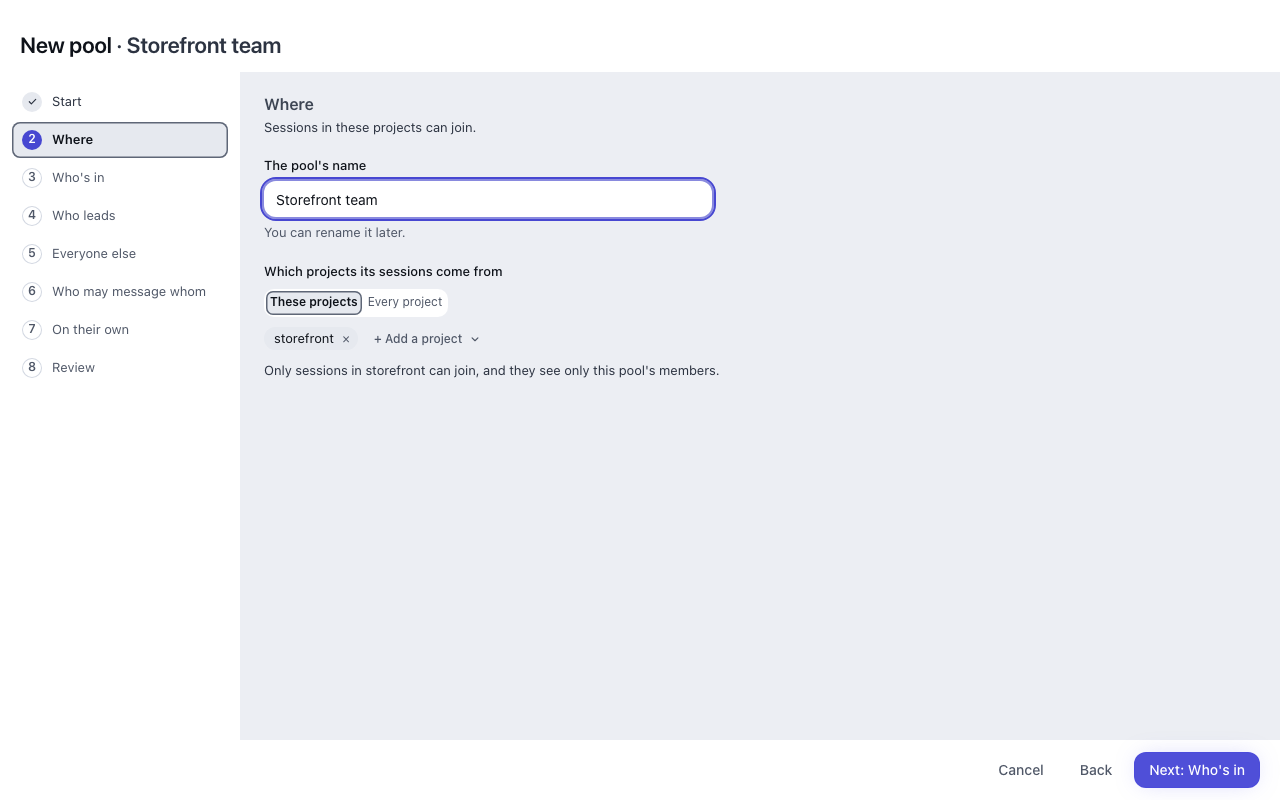 New pool · Storefront team
Start
2 Where
3 Who's in
4 Who leads
5 Everyone else
6 Who may message whom
7 On their own
8 Review
Where
Sessions in these projects can join.
The pool's name
Storefront team
You can rename it later.
Which projects its sessions come from
These projects Every project
storefront × + Add a project
Only sessions in storefront can join, and they see only this pool's members.
Cancel Back Next: Who's in